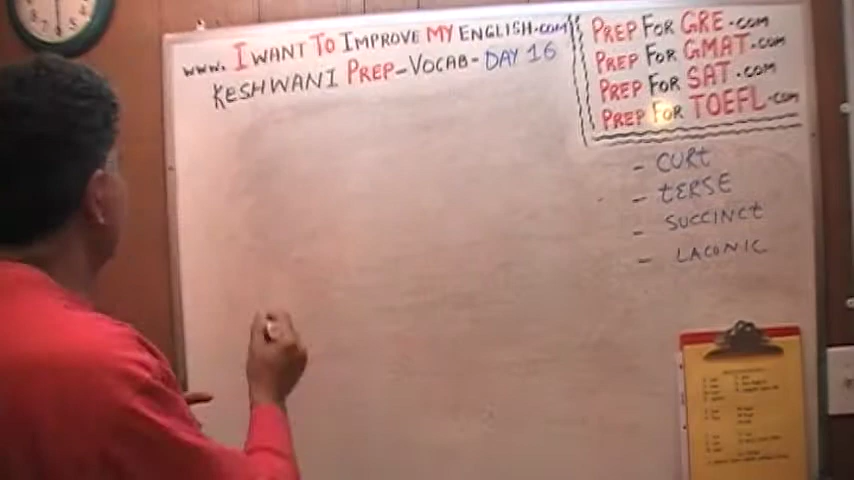 www. I WANT TO IMPROVE MY ENGLISH.com
KESHWANI PREP-VOCAB- DAY 16
PREP FOR GRE.com
PREP FOR GMAT.com
PREP FOR SAT.com
PREP FOR TOEFL.com
- CURT
- TERSE
- SUCCINCT
- LACONIC